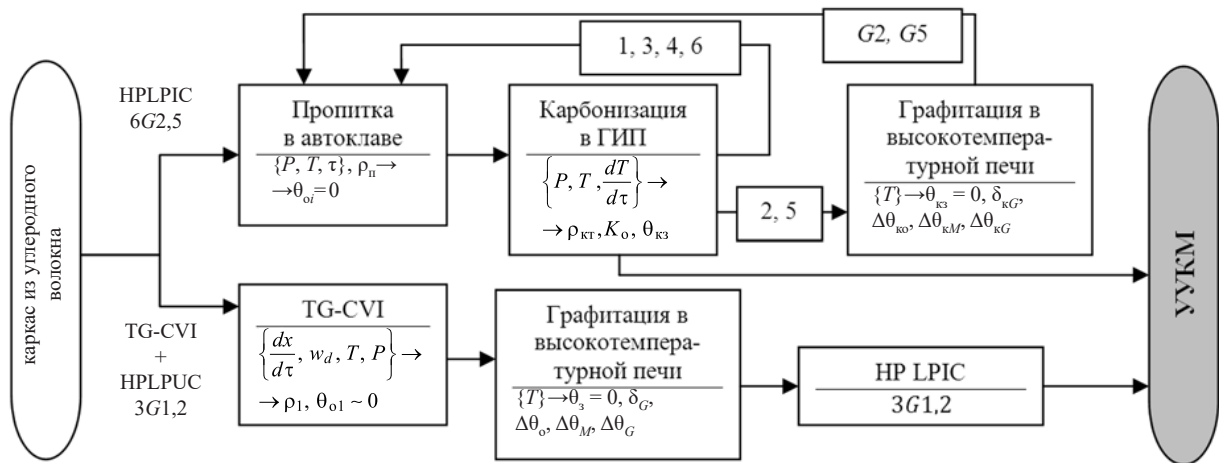 каркас из углеродного
волокна
HPLPIC
6G2,5
TG-CVI
+
HPLPUC
3G1,2
Пропитка
в автоклаве
{P, T, τ}, ρп→
→θоi=0
1, 3, 4, 6
G2, G5
Карбонизация
в ГИП
{P, T, dT/dτ} →
→ ρкт, Kо, θкз
2, 5
Графитация в
высокотемпера-
турной печи
{T}→θкз = 0, δкG,
Δθко, ΔθкM, ΔθкG
TG-CVI
{dx/dτ, wd, T, P} →
→ ρ1, θо1 ~ 0
Графитация в
высокотемпера-
турной печи
{T}→θз = 0, δG,
Δθо, ΔθM, ΔθG
HP LPIC
3G1,2
УУКМ